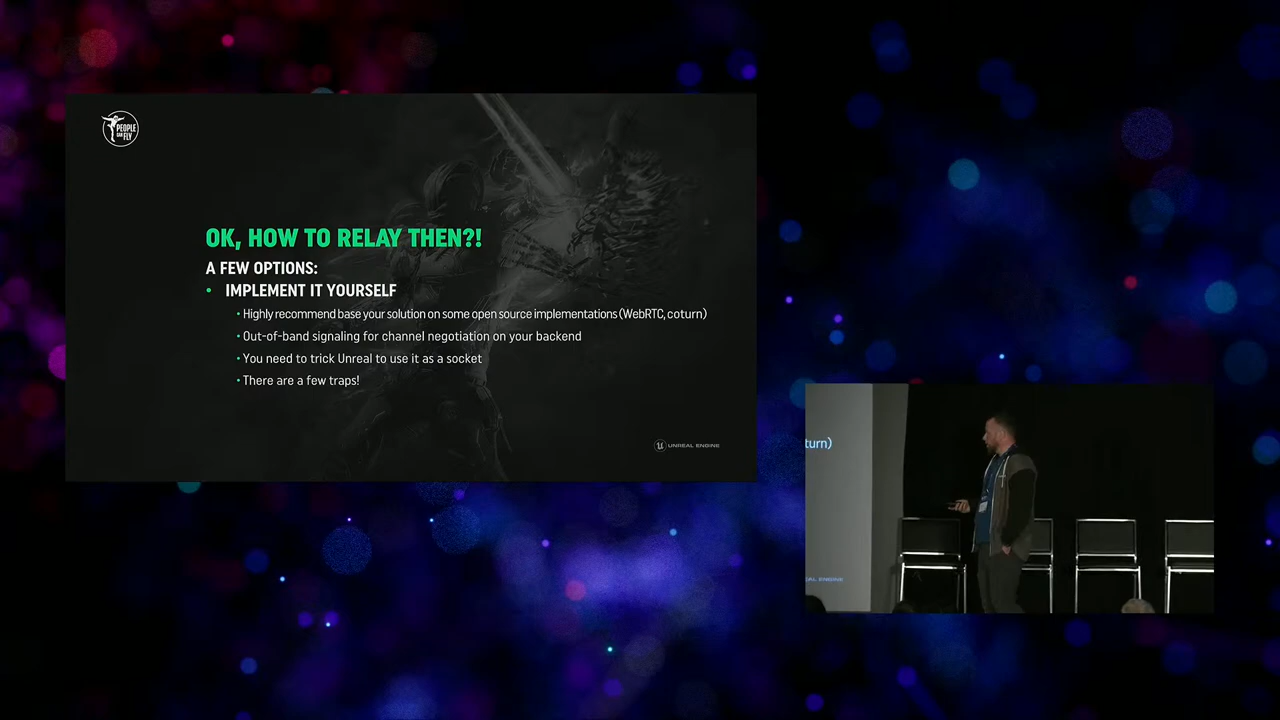 PEOPLE
CAN
FLY
OK, HOW TO RELAY THEN?!
A FEW OPTIONS:
• IMPLEMENT IT YOURSELF
• Highly recommend base your solution on some open source implementations (WebRTC, coturn)
• Out-of-band signaling for channel negotiation on your backend
• You need to trick Unreal to use it as a socket
• There are a few traps!
UNREAL ENGINE
turn)
EAL ENGINE